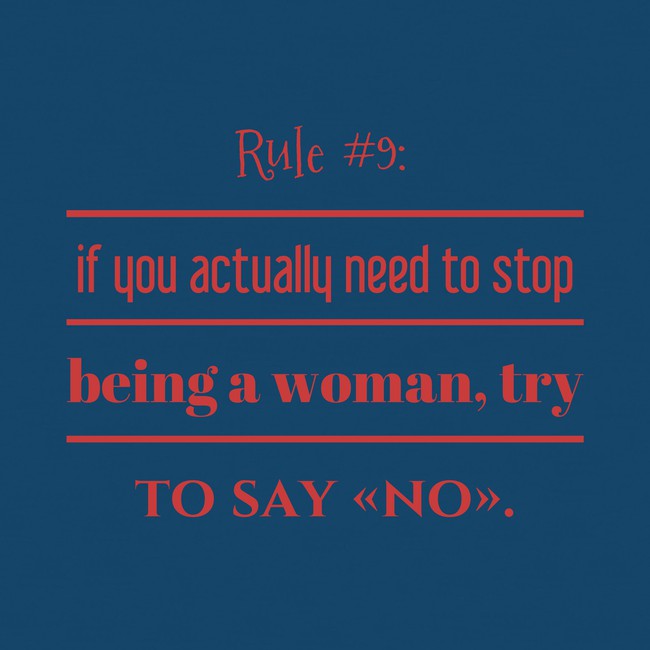 Rule #9:
if you actually need to stop
being a woman, try
TO SAY «NO».